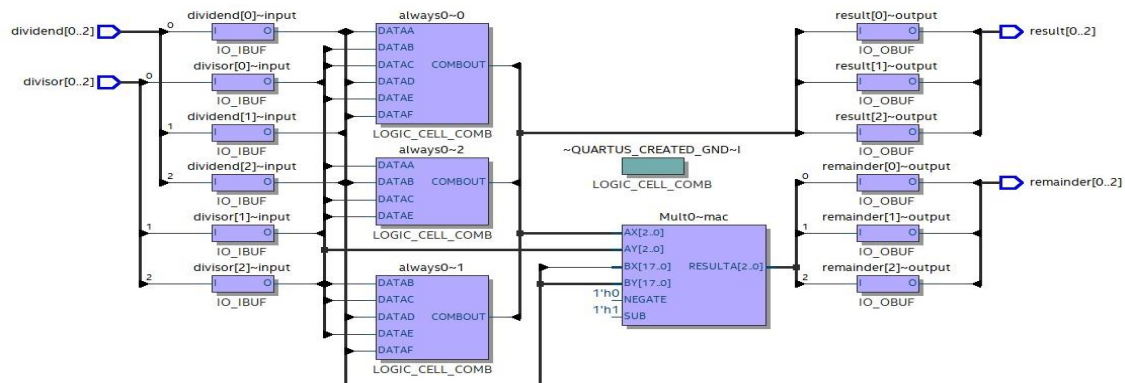 dividend[0..2]
divisor[0..2]
0
dividend[0]~input
I
O
IO_IBUF
0
divisor[0]~input
I
O
IO_IBUF
1
dividend[1]~input
I
O
IO_IBUF
2
dividend[2]~input
I
O
IO_IBUF
1
divisor[1]~input
I
O
IO_IBUF
2
divisor[2]~input
I
O
IO_IBUF
always0~0
DATAA
DATAB
DATAC
COMBOUT
DATAD
DATAE
DATAF
LOGIC_CELL_COMB
always0~2
DATAA
DATAB
COMBOUT
DATAC
DATAE
LOGIC_CELL_COMB
always0~1
DATAB
DATAC
DATAD
COMBOUT
DATAE
DATAF
LOGIC_CELL_COMB
~QUARTUS_CREATED_GND~I
LOGIC_CELL_COMB
Mult0~mac
AX[2..0]
AY[2..0]
BX[17..0]
RESULTA[2..0]
BY[17..0]
1'h0
NEGATE
1'h1
SUB
result[0]~output
I
O
IO_OBUF
result[1]~output
I
O
IO_OBUF
result[2]~output
I
O
IO_OBUF
result[0..2]
0
remainder[0]~output
I
O
IO_OBUF
1
remainder[1]~output
I
O
IO_OBUF
2
remainder[2]~output
I
O
IO_OBUF
remainder[0..2]